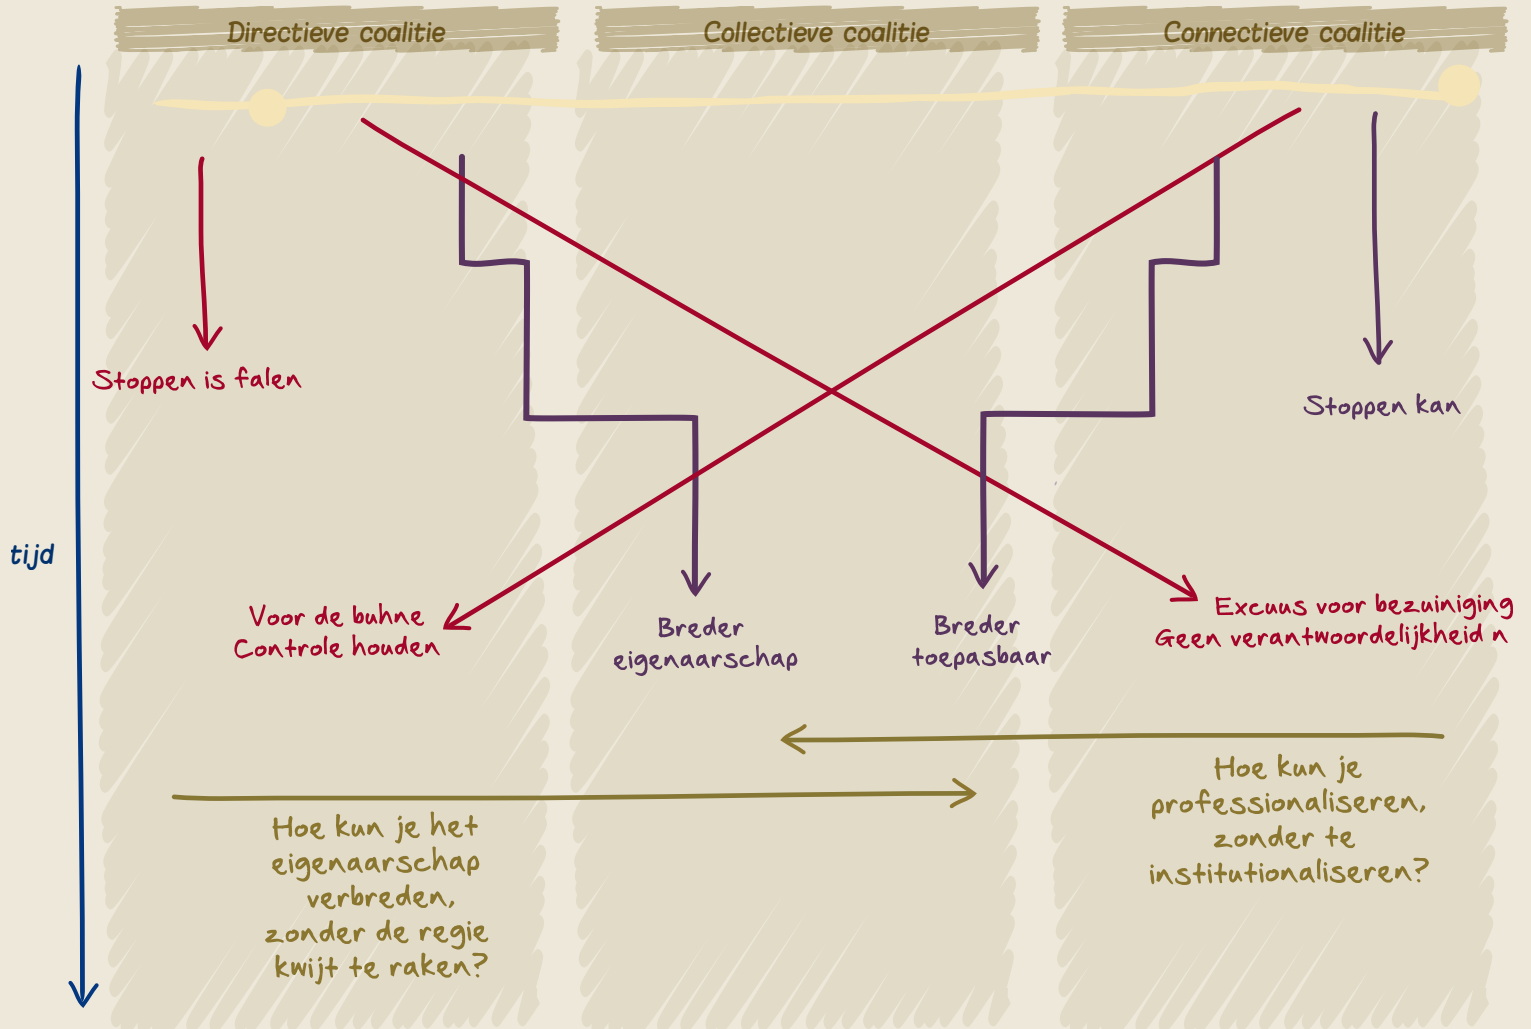 Directieve coalitie
Collectieve coalitie
Connectieve coalitie
Stoppen is falen
Stoppen kan
tijd
Voor de buhne
Controle houden
Breder
eigenaarschap
Breder
toepasbaar
Excuus voor bezuiniging
Geen verantwoordelijkheid n
Hoe kun je
professionaliseren,
zonder te
institutionaliseren?
Hoe kun je het
eigenaarschap
verbreden,
zonder de regie
kwijt te raken?